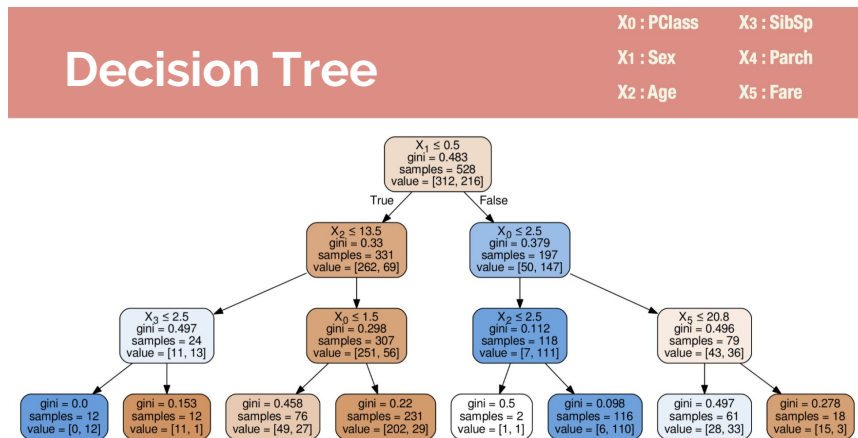 Decision Tree
X0 : PClass X3 : SibSp
X1 : Sex X4 : Parch
X2 : Age X5 : Fare
X₁ ≤ 0.5
gini = 0.483
samples = 528
value = [312, 216]
True
False
X₂ ≤ 13.5
gini = 0.33
samples = 331
value = [262, 69]
X₀ ≤ 2.5
gini = 0.379
samples = 197
value = [50, 147]
X₃ ≤ 2.5
gini = 0.497
samples = 24
value = [11, 13]
X₀ ≤ 1.5
gini = 0.298
samples = 307
value = [251, 56]
X₂ ≤ 2.5
gini = 0.112
samples = 118
value = [7, 111]
X₅ ≤ 20.8
gini = 0.496
samples = 79
value = [43, 36]
gini = 0.0
samples = 12
value = [0, 12]
gini = 0.153
samples = 12
value = [11, 1]
gini = 0.458
samples = 76
value = [49, 27]
gini = 0.22
samples = 231
value = [202, 29]
gini = 0.5
samples = 2
value = [1, 1]
gini = 0.098
samples = 116
value = [6, 110]
gini = 0.497
samples = 61
value = [28, 33]
gini = 0.278
samples = 18
value = [15, 3]